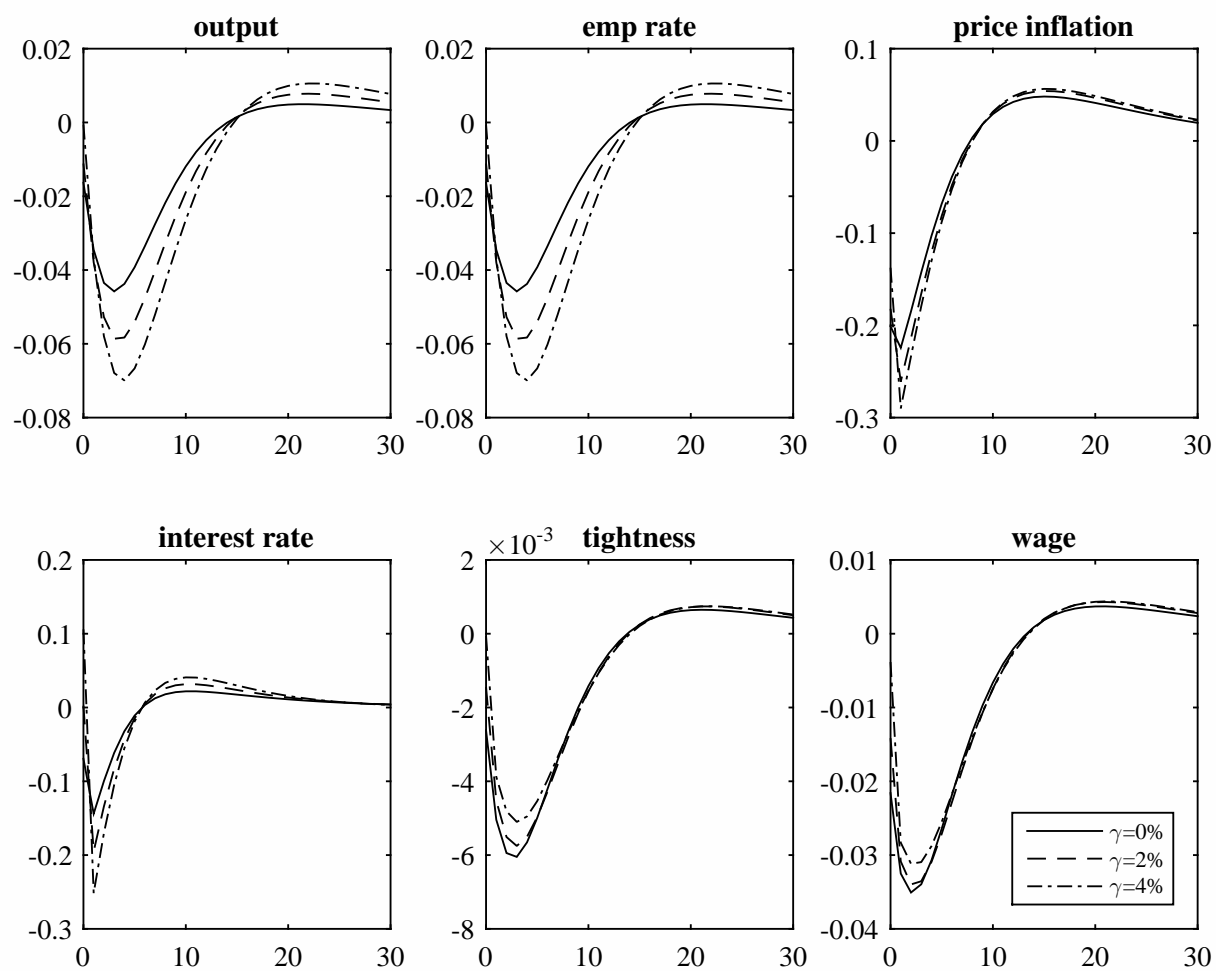 output
0.02
0
-0.02
-0.04
-0.06
-0.08
0 10 20 30
emp rate
0.02
0
-0.02
-0.04
-0.06
-0.08
0 10 20 30
price inflation
0.1
0
-0.1
-0.2
-0.3
0 10 20 30
interest rate
0.2
0.1
0
-0.1
-0.2
-0.3
0 10 20 30
×10⁻³ tightness
2
0
-2
-4
-6
-8
0 10 20 30
wage
0.01
0
-0.01
-0.02
-0.03
-0.04
0 10 20 30
γ=0%
γ=2%
γ=4%